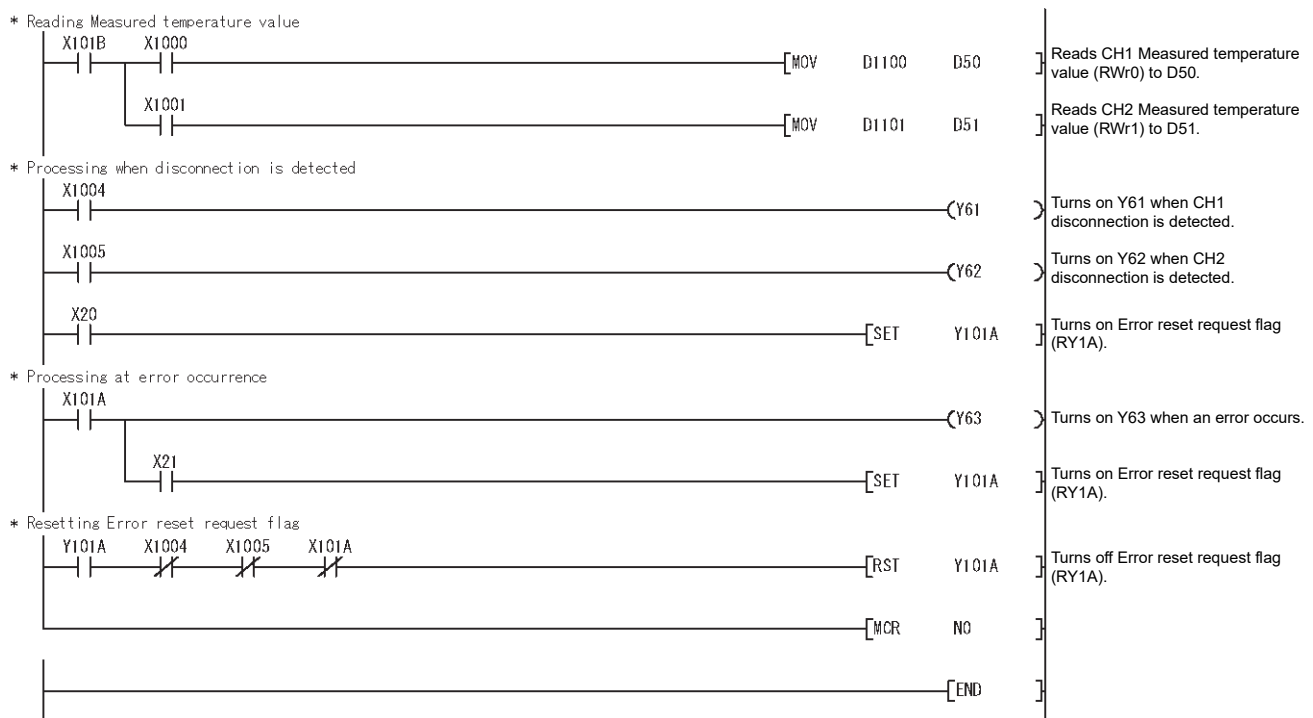 * Reading Measured temperature value
X101B X1000
MOV D1100 D50
Reads CH1 Measured temperature
value (RWr0) to D50.
X1001
MOV D1101 D51
Reads CH2 Measured temperature
value (RWr1) to D51.
* Processing when disconnection is detected
X1004
Y61
Turns on Y61 when CH1
disconnection is detected.
X1005
Y62
Turns on Y62 when CH2
disconnection is detected.
X20
SET Y101A
Turns on Error reset request flag
(RY1A).
* Processing at error occurrence
X101A
Y63
Turns on Y63 when an error occurs.
X21
SET Y101A
Turns on Error reset request flag
(RY1A).
* Resetting Error reset request flag
Y101A X1004 X1005 X101A
RST Y101A
Turns off Error reset request flag
(RY1A).
MCR N0
END